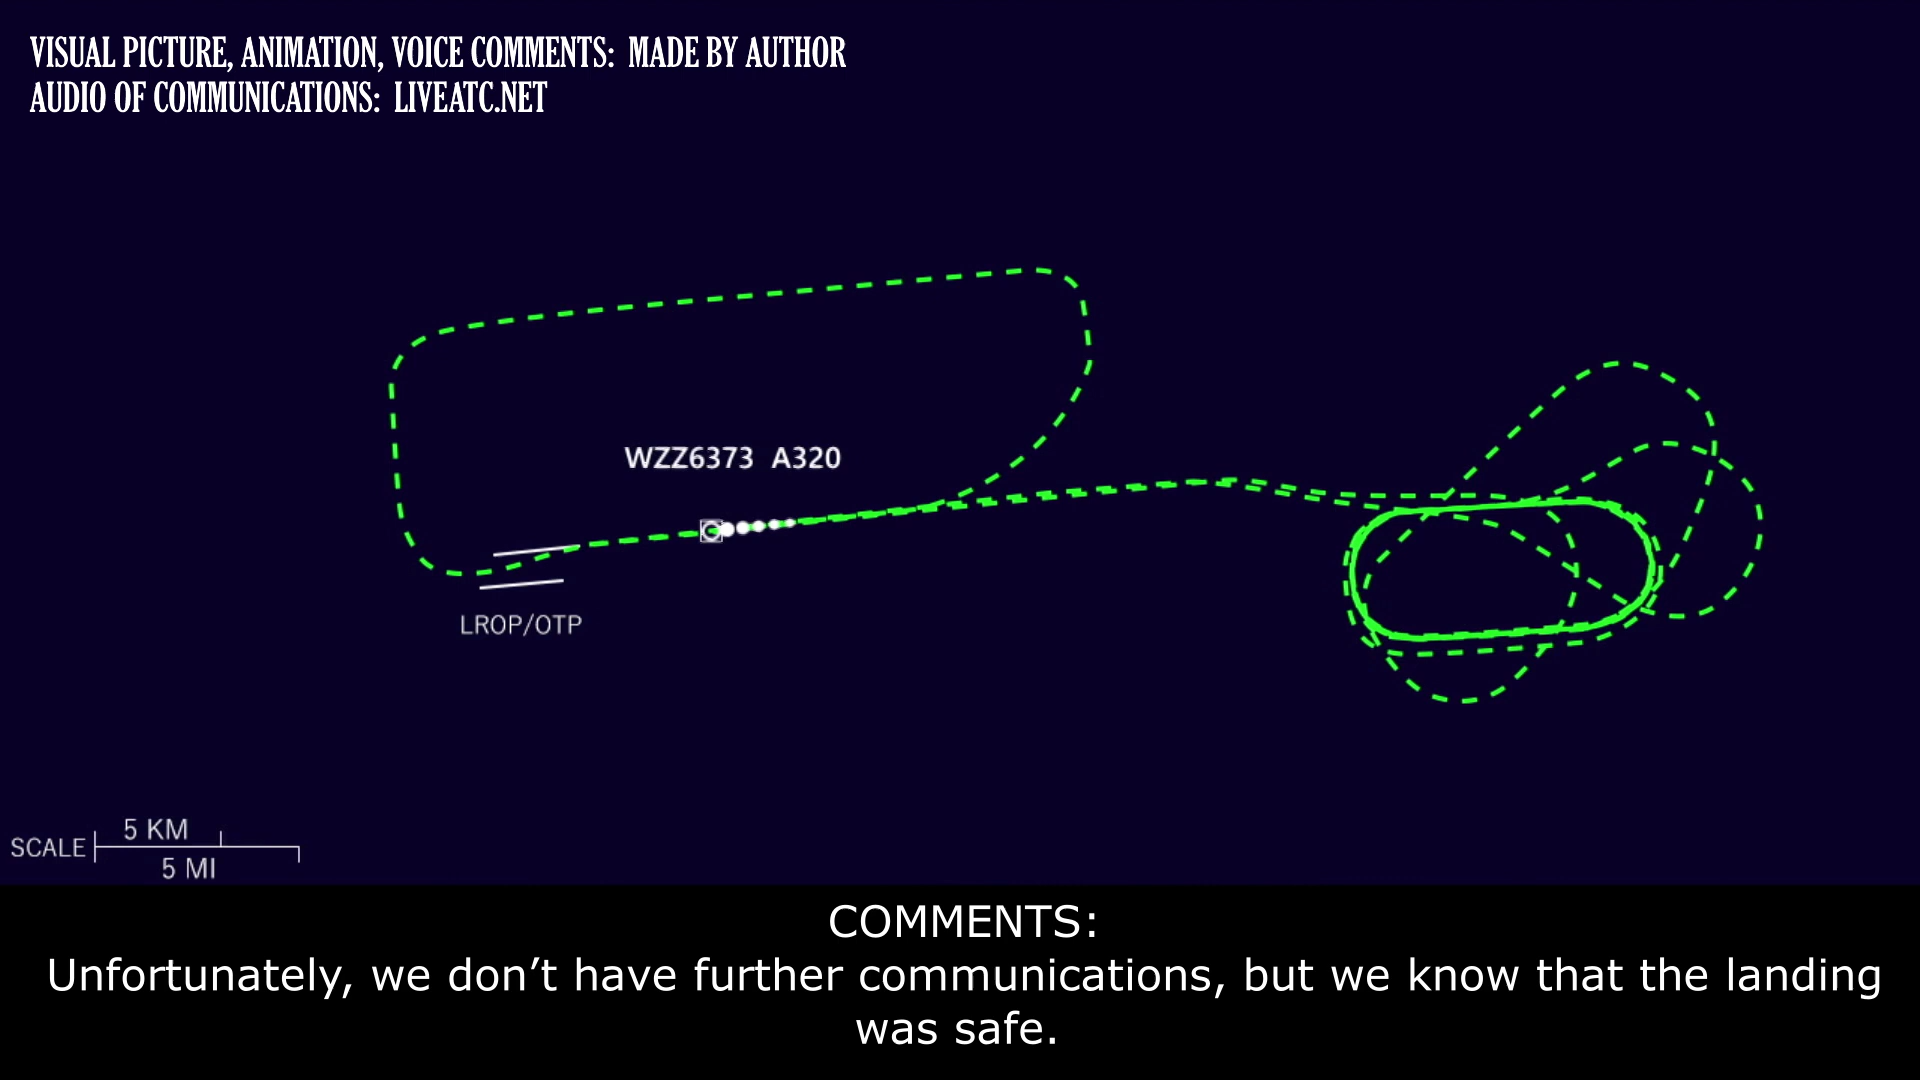 VISUAL PICTURE, ANIMATION, VOICE COMMENTS: MADE BY AUTHOR
AUDIO OF COMMUNICATIONS: LIVEATC.NET
WZZ6373 A320
LROP/OTP
5 KM
SCALE
5 MI
COMMENTS:
Unfortunately, we don’t have further communications, but we know that the landing
was safe.